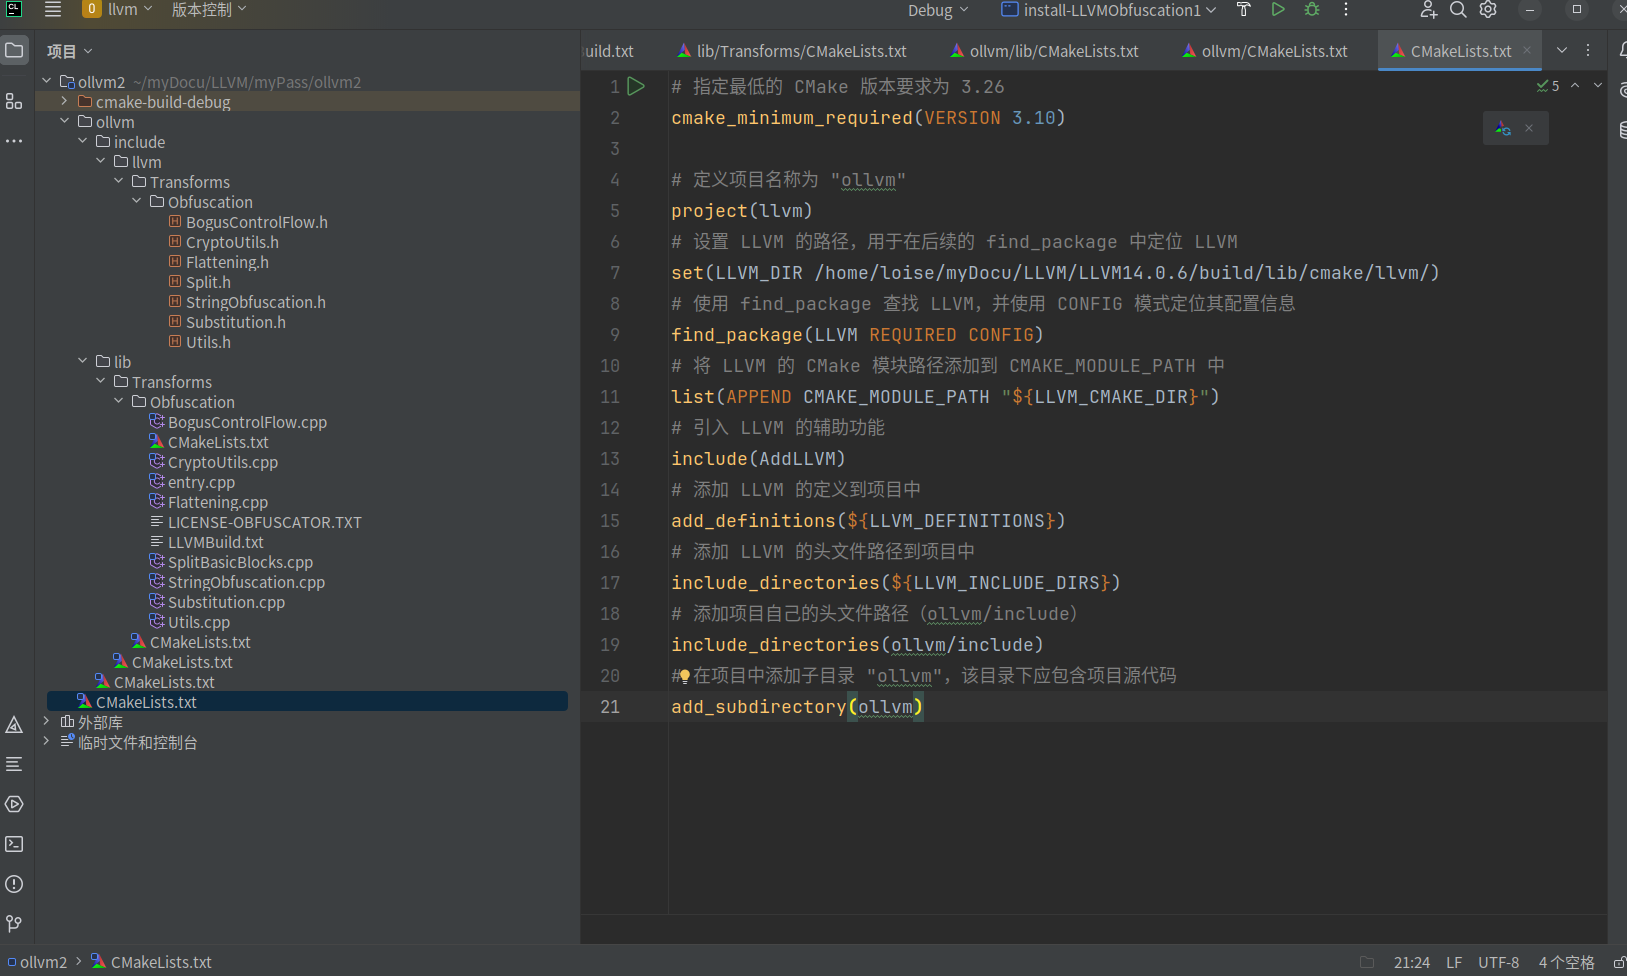 CL
O llvm
版本控制
Debug
install-LLVMObfuscation1
项目
uild.txt
lib/Transforms/CMakeLists.txt
ollvm/lib/CMakeLists.txt
ollvm/CMakeLists.txt
CMakeLists.txt
ollvm2 ~/myDocu/LLVM/myPass/ollvm2
cmake-build-debug
ollvm
include
llvm
Transforms
Obfuscation
BogusControlFlow.h
CryptoUtils.h
Flattening.h
Split.h
StringObfuscation.h
Substitution.h
Utils.h
lib
Transforms
Obfuscation
BogusControlFlow.cpp
CMakeLists.txt
CryptoUtils.cpp
entry.cpp
Flattening.cpp
LICENSE-OBFUSCATOR.TXT
LLVMBuild.txt
SplitBasicBlocks.cpp
StringObfuscation.cpp
Substitution.cpp
Utils.cpp
CMakeLists.txt
CMakeLists.txt
CMakeLists.txt
CMakeLists.txt
外部库
临时文件和控制台
1 # 指定最低的 CMake 版本要求为 3.26
5
2 cmake_minimum_required(VERSION 3.10)
3
4 # 定义项目名称为 "ollvm"
5 project(llvm)
6 # 设置 LLVM 的路径，用于在后续的 find_package 中定位 LLVM
7 set(LLVM_DIR /home/loise/myDocu/LLVM/LLVM14.0.6/build/lib/cmake/llvm/)
8 # 使用 find_package 查找 LLVM，并使用 CONFIG 模式定位其配置信息
9 find_package(LLVM REQUIRED CONFIG)
10 # 将 LLVM 的 CMake 模块路径添加到 CMAKE_MODULE_PATH 中
11 list(APPEND CMAKE_MODULE_PATH "${LLVM_CMAKE_DIR}")
12 # 引入 LLVM 的辅助功能
13 include(AddLLVM)
14 # 添加 LLVM 的定义到项目中
15 add_definitions(${LLVM_DEFINITIONS})
16 # 添加 LLVM 的头文件路径到项目中
17 include_directories(${LLVM_INCLUDE_DIRS})
18 # 添加项目自己的头文件路径（ollvm/include）
19 include_directories(ollvm/include)
20 # 在项目中添加子目录 "ollvm"，该目录下应包含项目源代码
21 add_subdirectory(ollvm)
ollvm2 > CMakeLists.txt
21:24 LF UTF-8 4 个空格